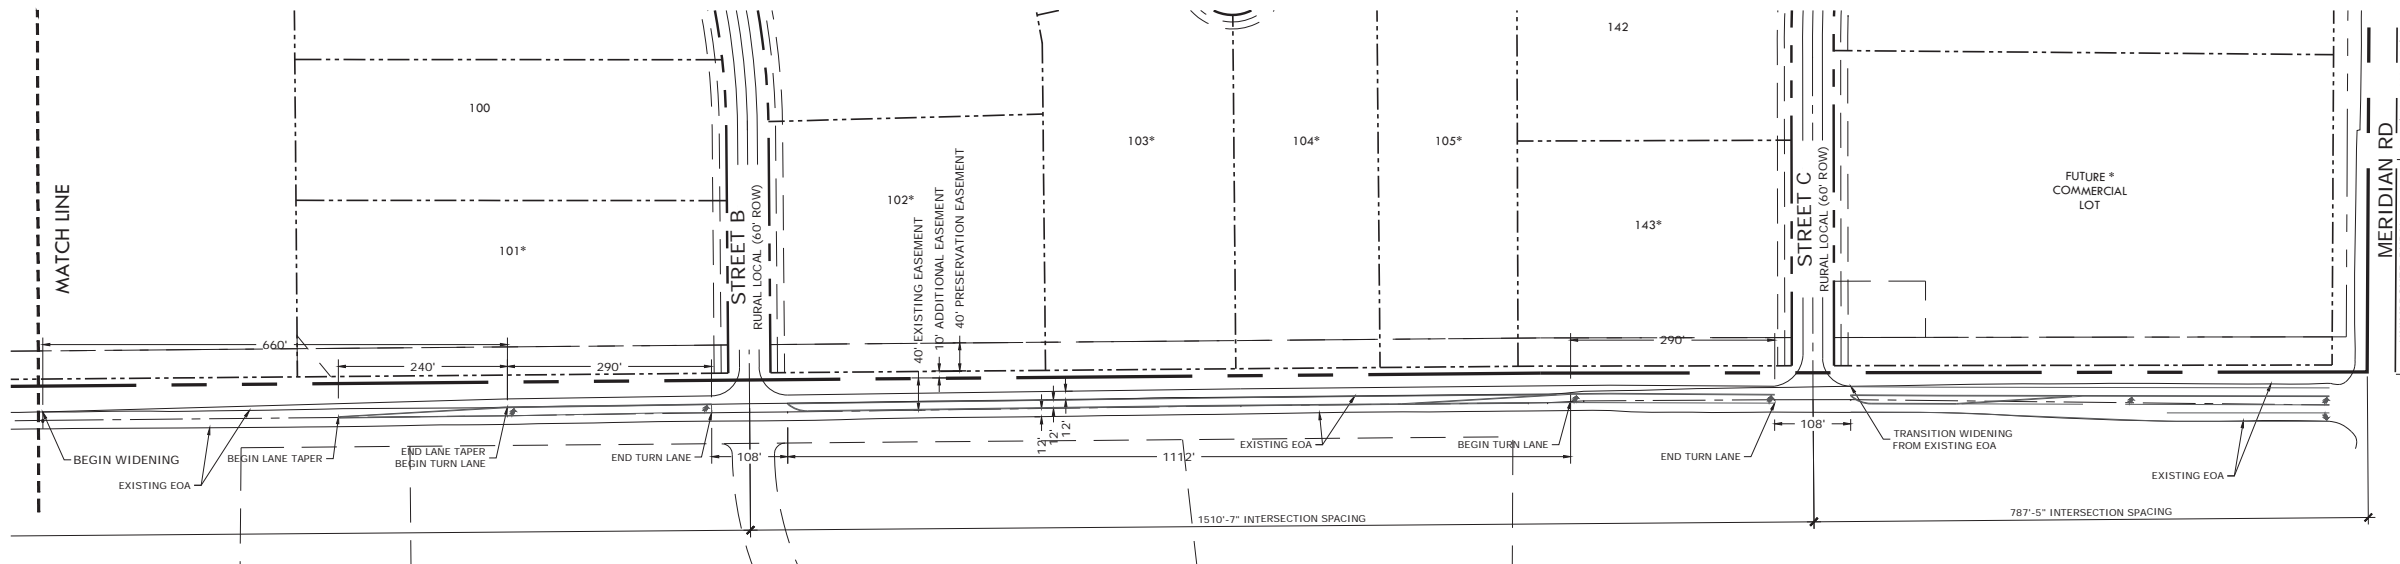 142
100
103*
104*
105*
102*
101*
143*
FUTURE *
COMMERCIAL
LOT
MATCH LINE
STREET B
RURAL LOCAL (60' ROW)
40' EXISTING EASEMENT
10' ADDITIONAL EASEMENT
40' PRESERVATION EASEMENT
STREET C
RURAL LOCAL (60' ROW)
MERIDIAN RD
660'
240'
290'
290'
12'
12'
12'
BEGIN WIDENING
EXISTING EOA
BEGIN LANE TAPER
END LANE TAPER
BEGIN TURN LANE
END TURN LANE
108'
1112'
EXISTING EOA
BEGIN TURN LANE
END TURN LANE
108'
TRANSITION WIDENING
FROM EXISTING EOA
EXISTING EOA
1510'-7" INTERSECTION SPACING
787'-5" INTERSECTION SPACING